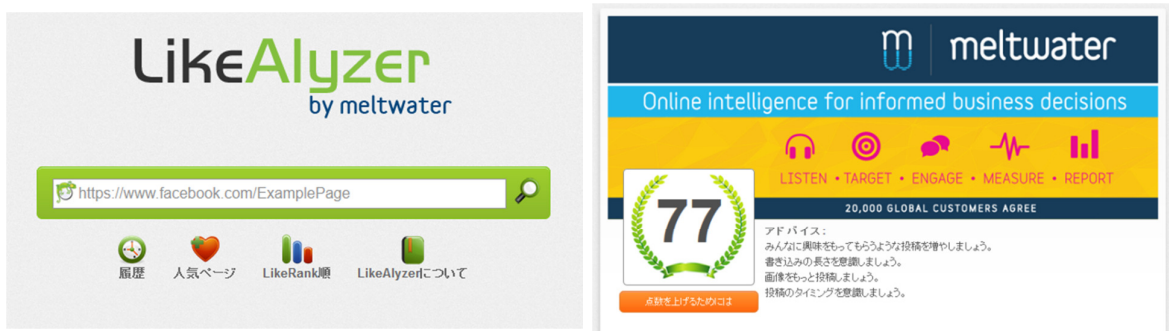 LikeAlyzer
by meltwater
https://www.facebook.com/ExamplePage
履歴
人気ページ
LikeRank順
LikeAlyzerについて
meltwater
Online intelligence for informed business decisions
LISTEN • TARGET • ENGAGE • MEASURE • REPORT
20,000 GLOBAL CUSTOMERS AGREE
77
点数を上げるためには
アドバイス:
みんなに興味をもってもらうような投稿を増やしましょう。
書き込みの長さを意識しましょう。
画像をもっと投稿しましょう。
投稿のタイミングを意識しましょう。